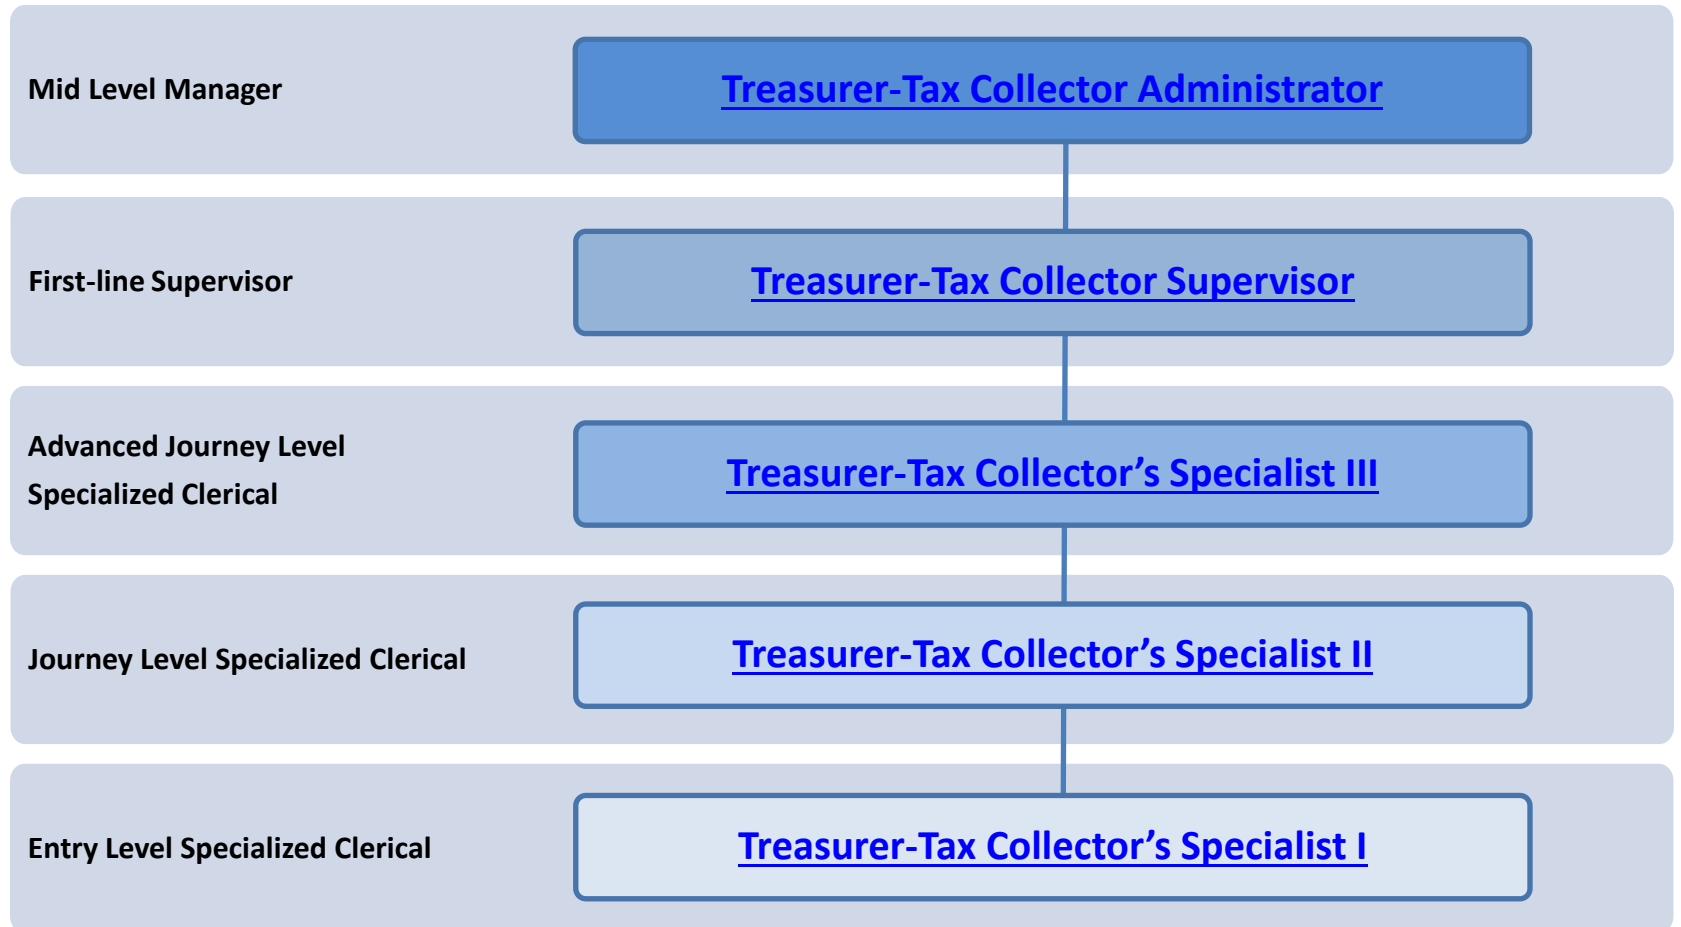 Mid Level Manager
Treasurer-Tax Collector Administrator
First-line Supervisor
Treasurer-Tax Collector Supervisor
Advanced Journey Level
Specialized Clerical
Treasurer-Tax Collector’s Specialist III
Journey Level Specialized Clerical
Treasurer-Tax Collector’s Specialist II
Entry Level Specialized Clerical
Treasurer-Tax Collector’s Specialist I